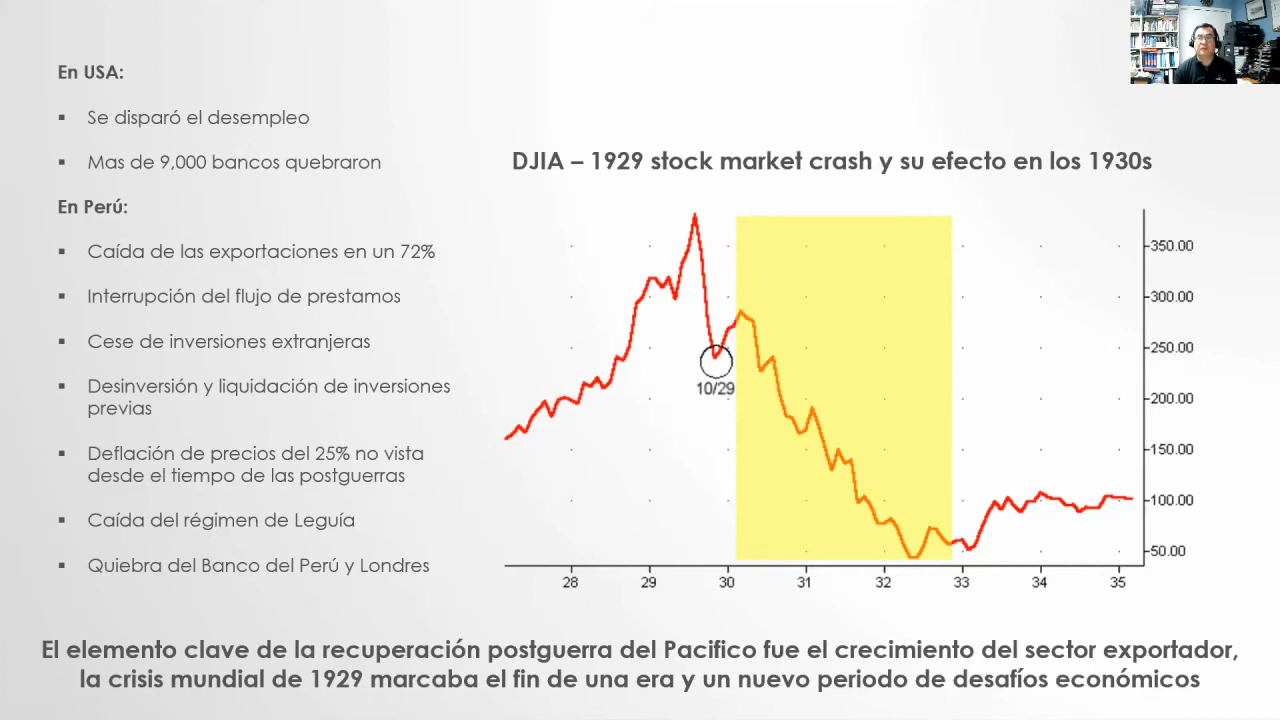 En USA:
▪ Se disparó el desempleo
▪ Mas de 9,000 bancos quebraron
En Perú:
▪ Caída de las exportaciones en un 72%
▪ Interrupción del flujo de prestamos
▪ Cese de inversiones extranjeras
▪ Desinversión y liquidación de inversiones
previas
▪ Deflación de precios del 25% no vista
desde el tiempo de las postguerras
▪ Caída del régimen de Leguía
▪ Quiebra del Banco del Perú y Londres
DJIA – 1929 stock market crash y su efecto en los 1930s
350.00
300.00
250.00
10/29
200.00
150.00
100.00
50.00
28 29 30 31 32 33 34 35
El elemento clave de la recuperación postguerra del Pacifico fue el crecimiento del sector exportador,
la crisis mundial de 1929 marcaba el fin de una era y un nuevo periodo de desafíos económicos